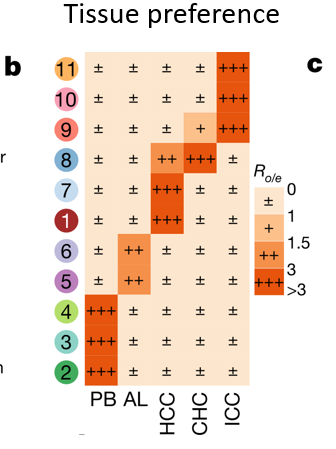 Tissue preference
b
c
11 ± ± ± ± +++
10 ± ± ± ± +++
9 ± ± ± + +++
r
8 ± ± ++ +++ ±
7 ± ± +++ ± ±
1 ± ± +++ ± ±
6 ± ++ ± ± ±
5 ± ++ ± ± ±
4 +++ ± ± ± ±
3 +++ ± ± ± ±
n
2 +++ ± ± ± ±
PB AL HCC CHC ICC
Ro/e
0
±
1
+
1.5
++
3
+++
>3